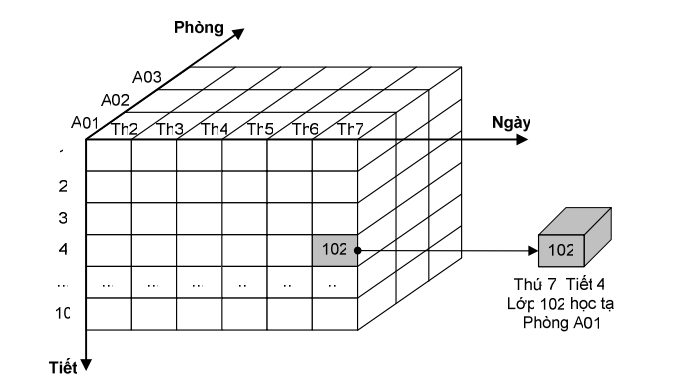 Phòng
A03
A02
A01 Th2 Th3 Th4 Th5 Th6 Th7
Ngày
2
3
4 102
... ... ... ... .. .. ..
10
Tiết
102
Thứ 7 Tiết 4
Lớp 102 học tạ
Phòng A01